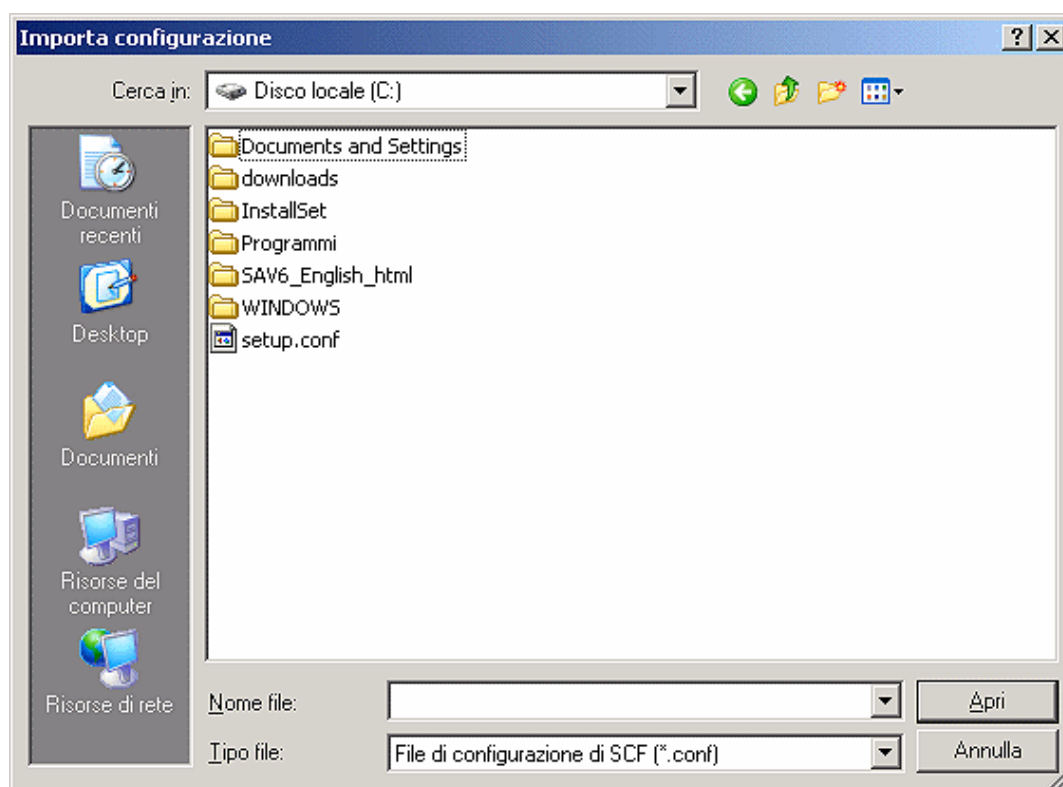 Importa configurazione
Cerca in:
Disco locale (C:)
Documenti
recenti
Desktop
Documenti
Risorse del
computer
Risorse di rete
Documents and Settings
downloads
InstallSet
Programmi
SAV6_English_html
WINDOWS
setup.conf
Nome file:
Apri
Tipo file:
File di configurazione di SCF (*.conf)
Annulla